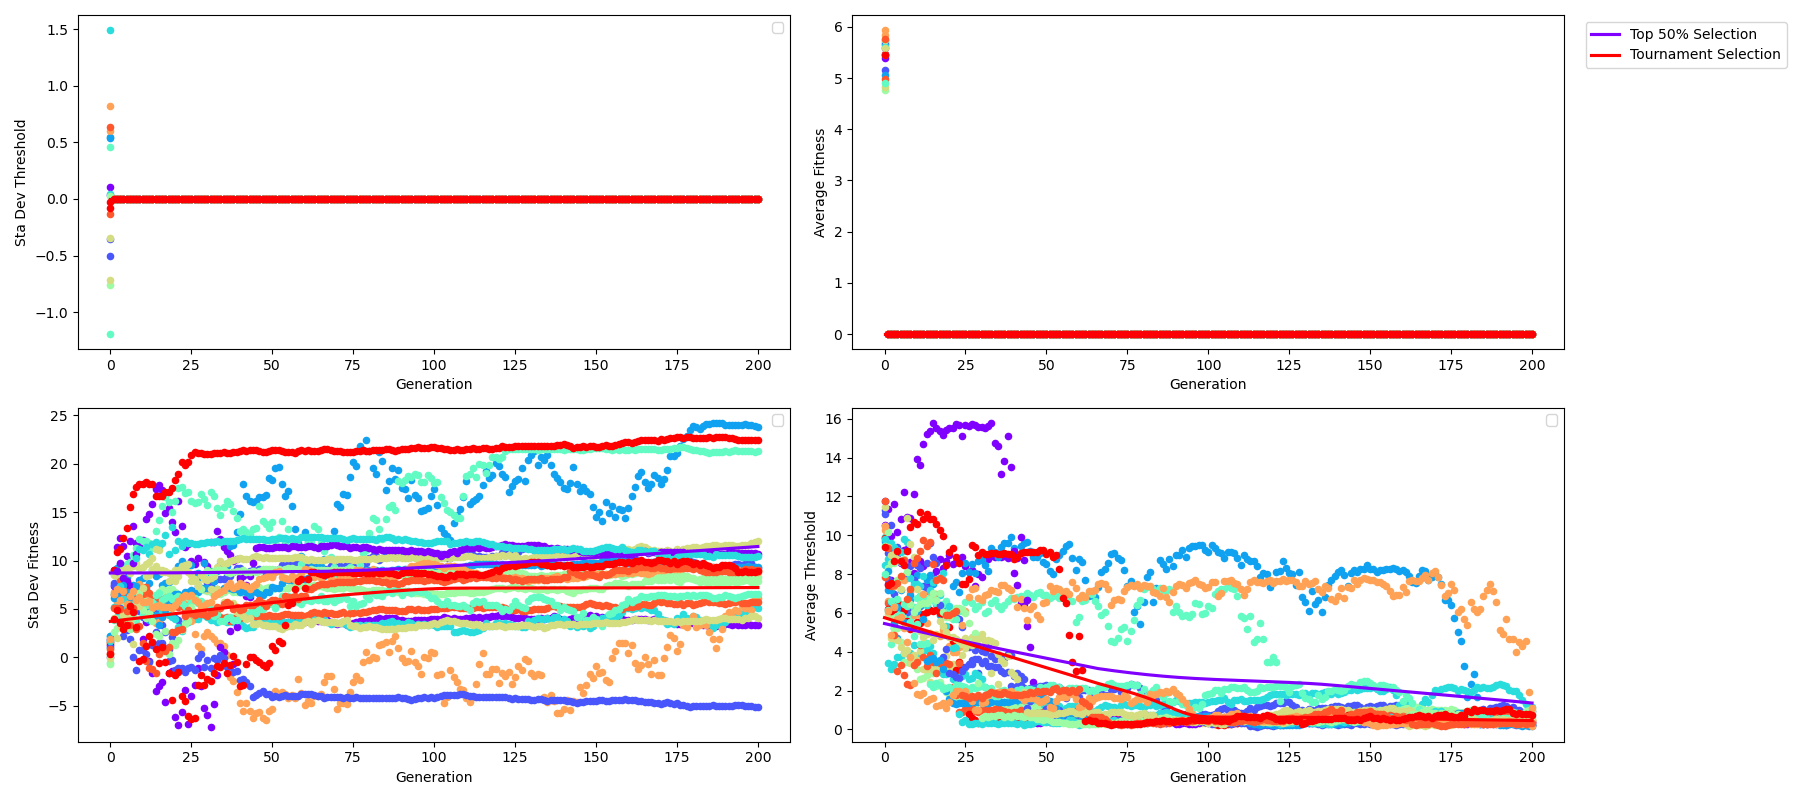 Sta Dev Threshold
1.5
1.0
0.5
0.0
−0.5
−1.0
0 25 50 75 100 125 150 175 200
Generation
Average Fitness
6
5
4
3
2
1
0
0 25 50 75 100 125 150 175 200
Generation
Top 50% Selection
Tournament Selection
Sta Dev Fitness
25
20
15
10
5
0
−5
0 25 50 75 100 125 150 175 200
Generation
Average Threshold
16
14
12
10
8
6
4
2
0
0 25 50 75 100 125 150 175 200
Generation